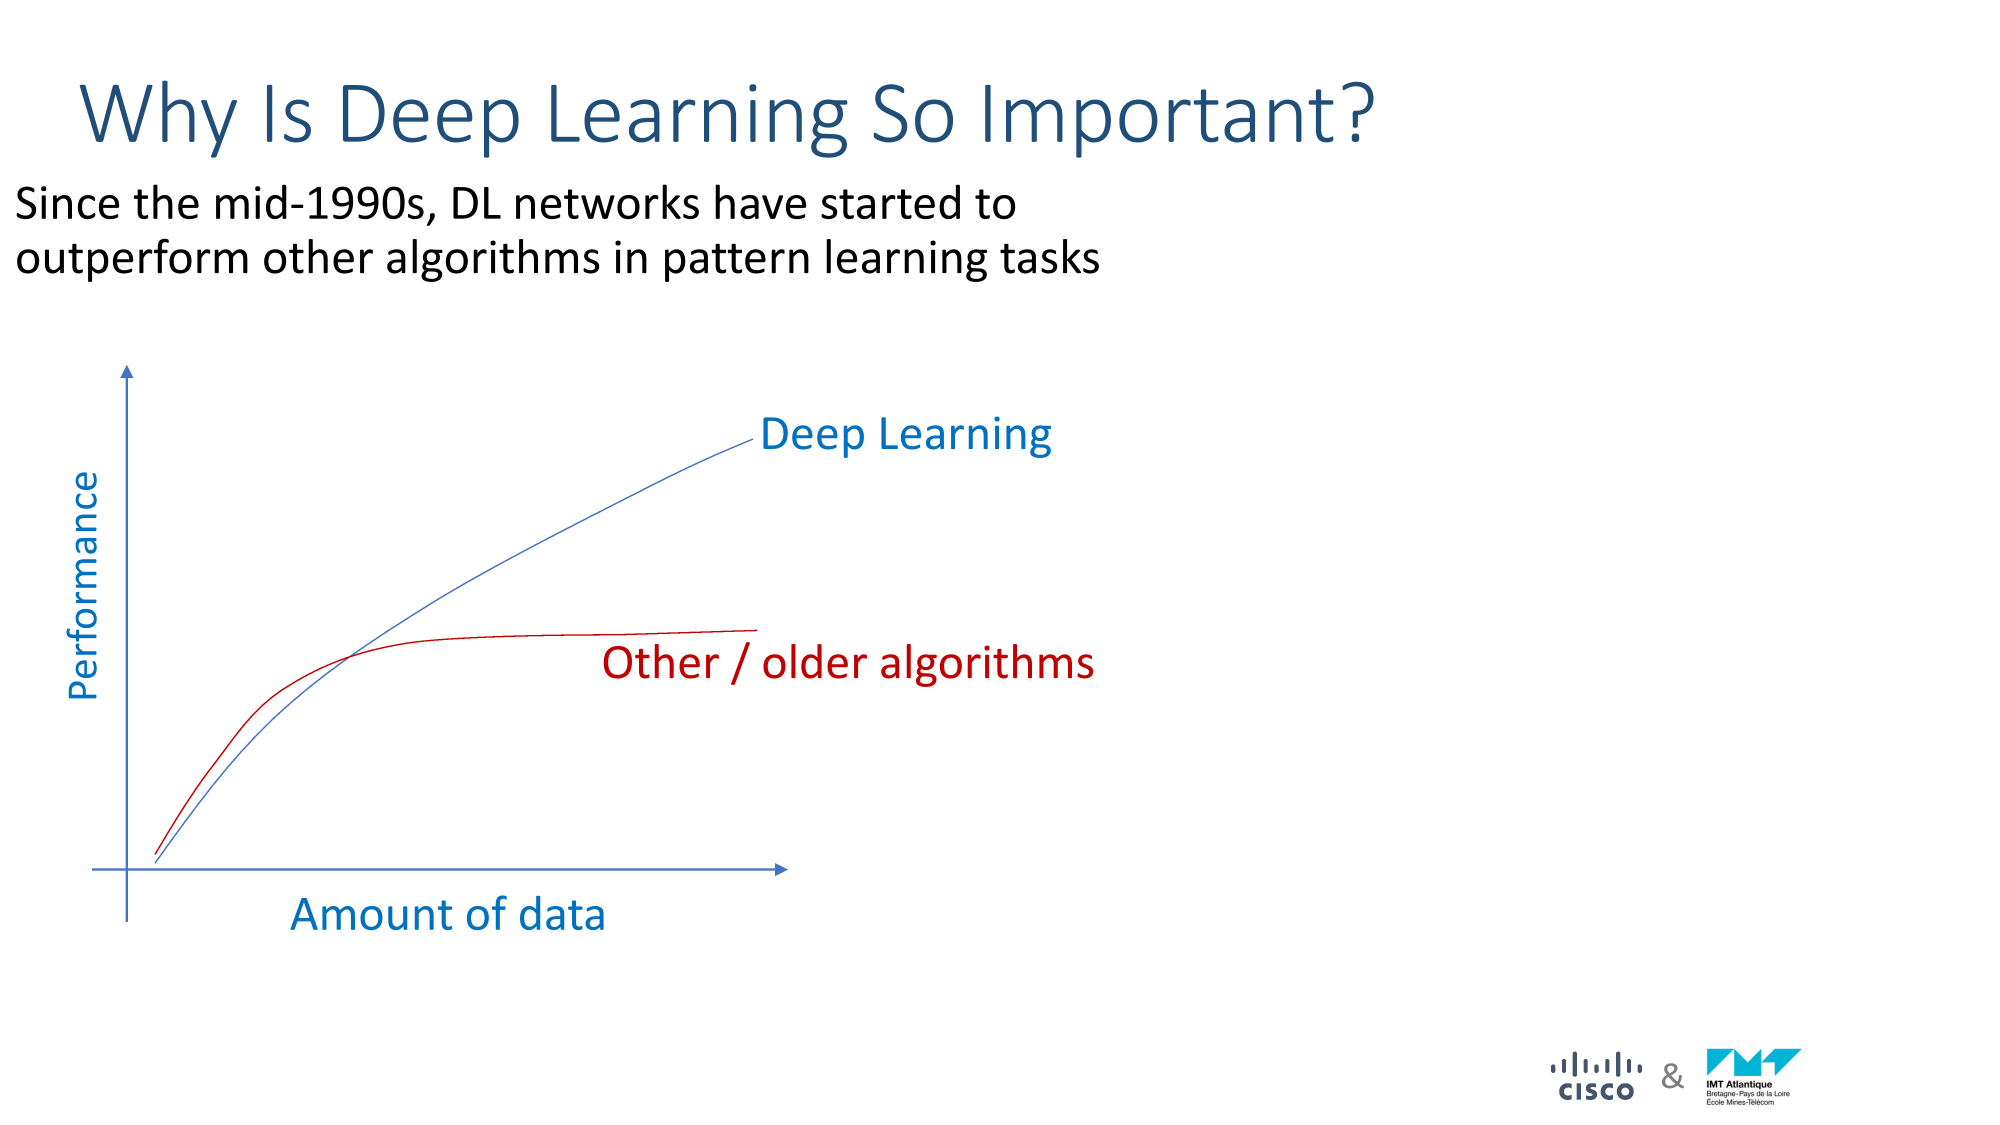 Why Is Deep Learning So Important?
Since the mid-1990s, DL networks have started to
outperform other algorithms in pattern learning tasks
Deep Learning
Performance
Other / older algorithms
Amount of data
CISCO
&
IMT Atlantique
Bretagne-Pays de la Loire
École Mines-Télécom